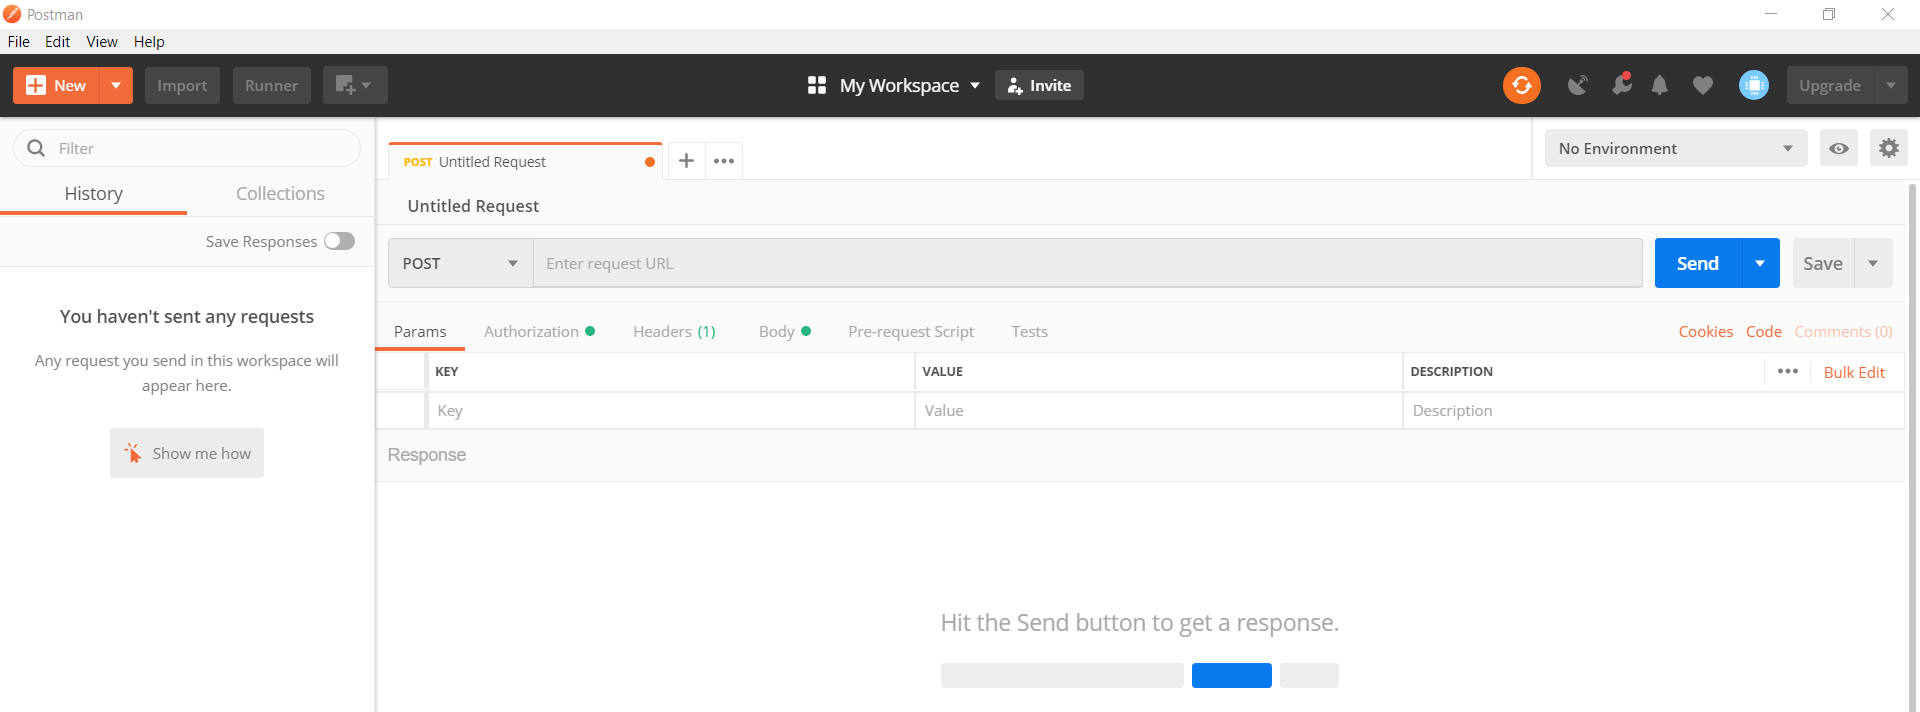 Postman
File Edit View Help
New Import Runner My Workspace Invite Upgrade
Filter
History Collections
Save Responses
You haven't sent any requests
Any request you send in this workspace will
appear here.
Show me how
POST Untitled Request
No Environment
Untitled Request
POST Enter request URL Send Save
Params Authorization Headers (1) Body Pre-request Script Tests Cookies Code Comments (0)
KEY VALUE DESCRIPTION Bulk Edit
Key Value Description
Response
Hit the Send button to get a response.